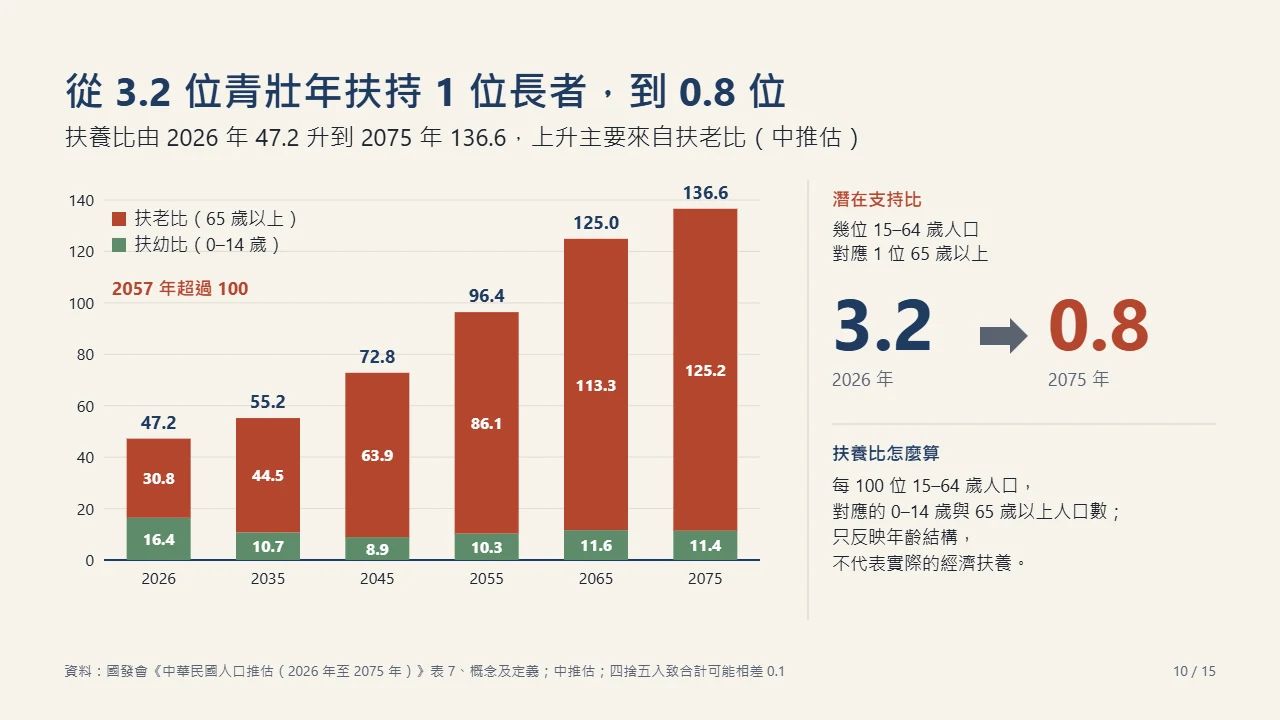 從 3.2 位青壯年扶持 1 位長者，到 0.8 位
扶養比由 2026 年 47.2 升到 2075 年 136.6，上升主要來自扶老比（中推估）
140
120
100
80
60
40
20
0
扶老比（65 歲以上）
扶幼比（0–14 歲）
2057 年超過 100
47.2
30.8
16.4
2026
55.2
44.5
10.7
2035
72.8
63.9
8.9
2045
96.4
86.1
10.3
2055
125.0
113.3
11.6
2065
136.6
125.2
11.4
2075
潛在支持比
幾位 15–64 歲人口
對應 1 位 65 歲以上
3.2
2026 年
0.8
2075 年
扶養比怎麼算
每 100 位 15–64 歲人口，
對應的 0–14 歲與 65 歲以上人口數；
只反映年齡結構，
不代表實際的經濟扶養。
資料：國發會《中華民國人口推估（2026 年至 2075 年）》表 7、概念及定義；中推估；四捨五入致合計可能相差 0.1
10 / 15